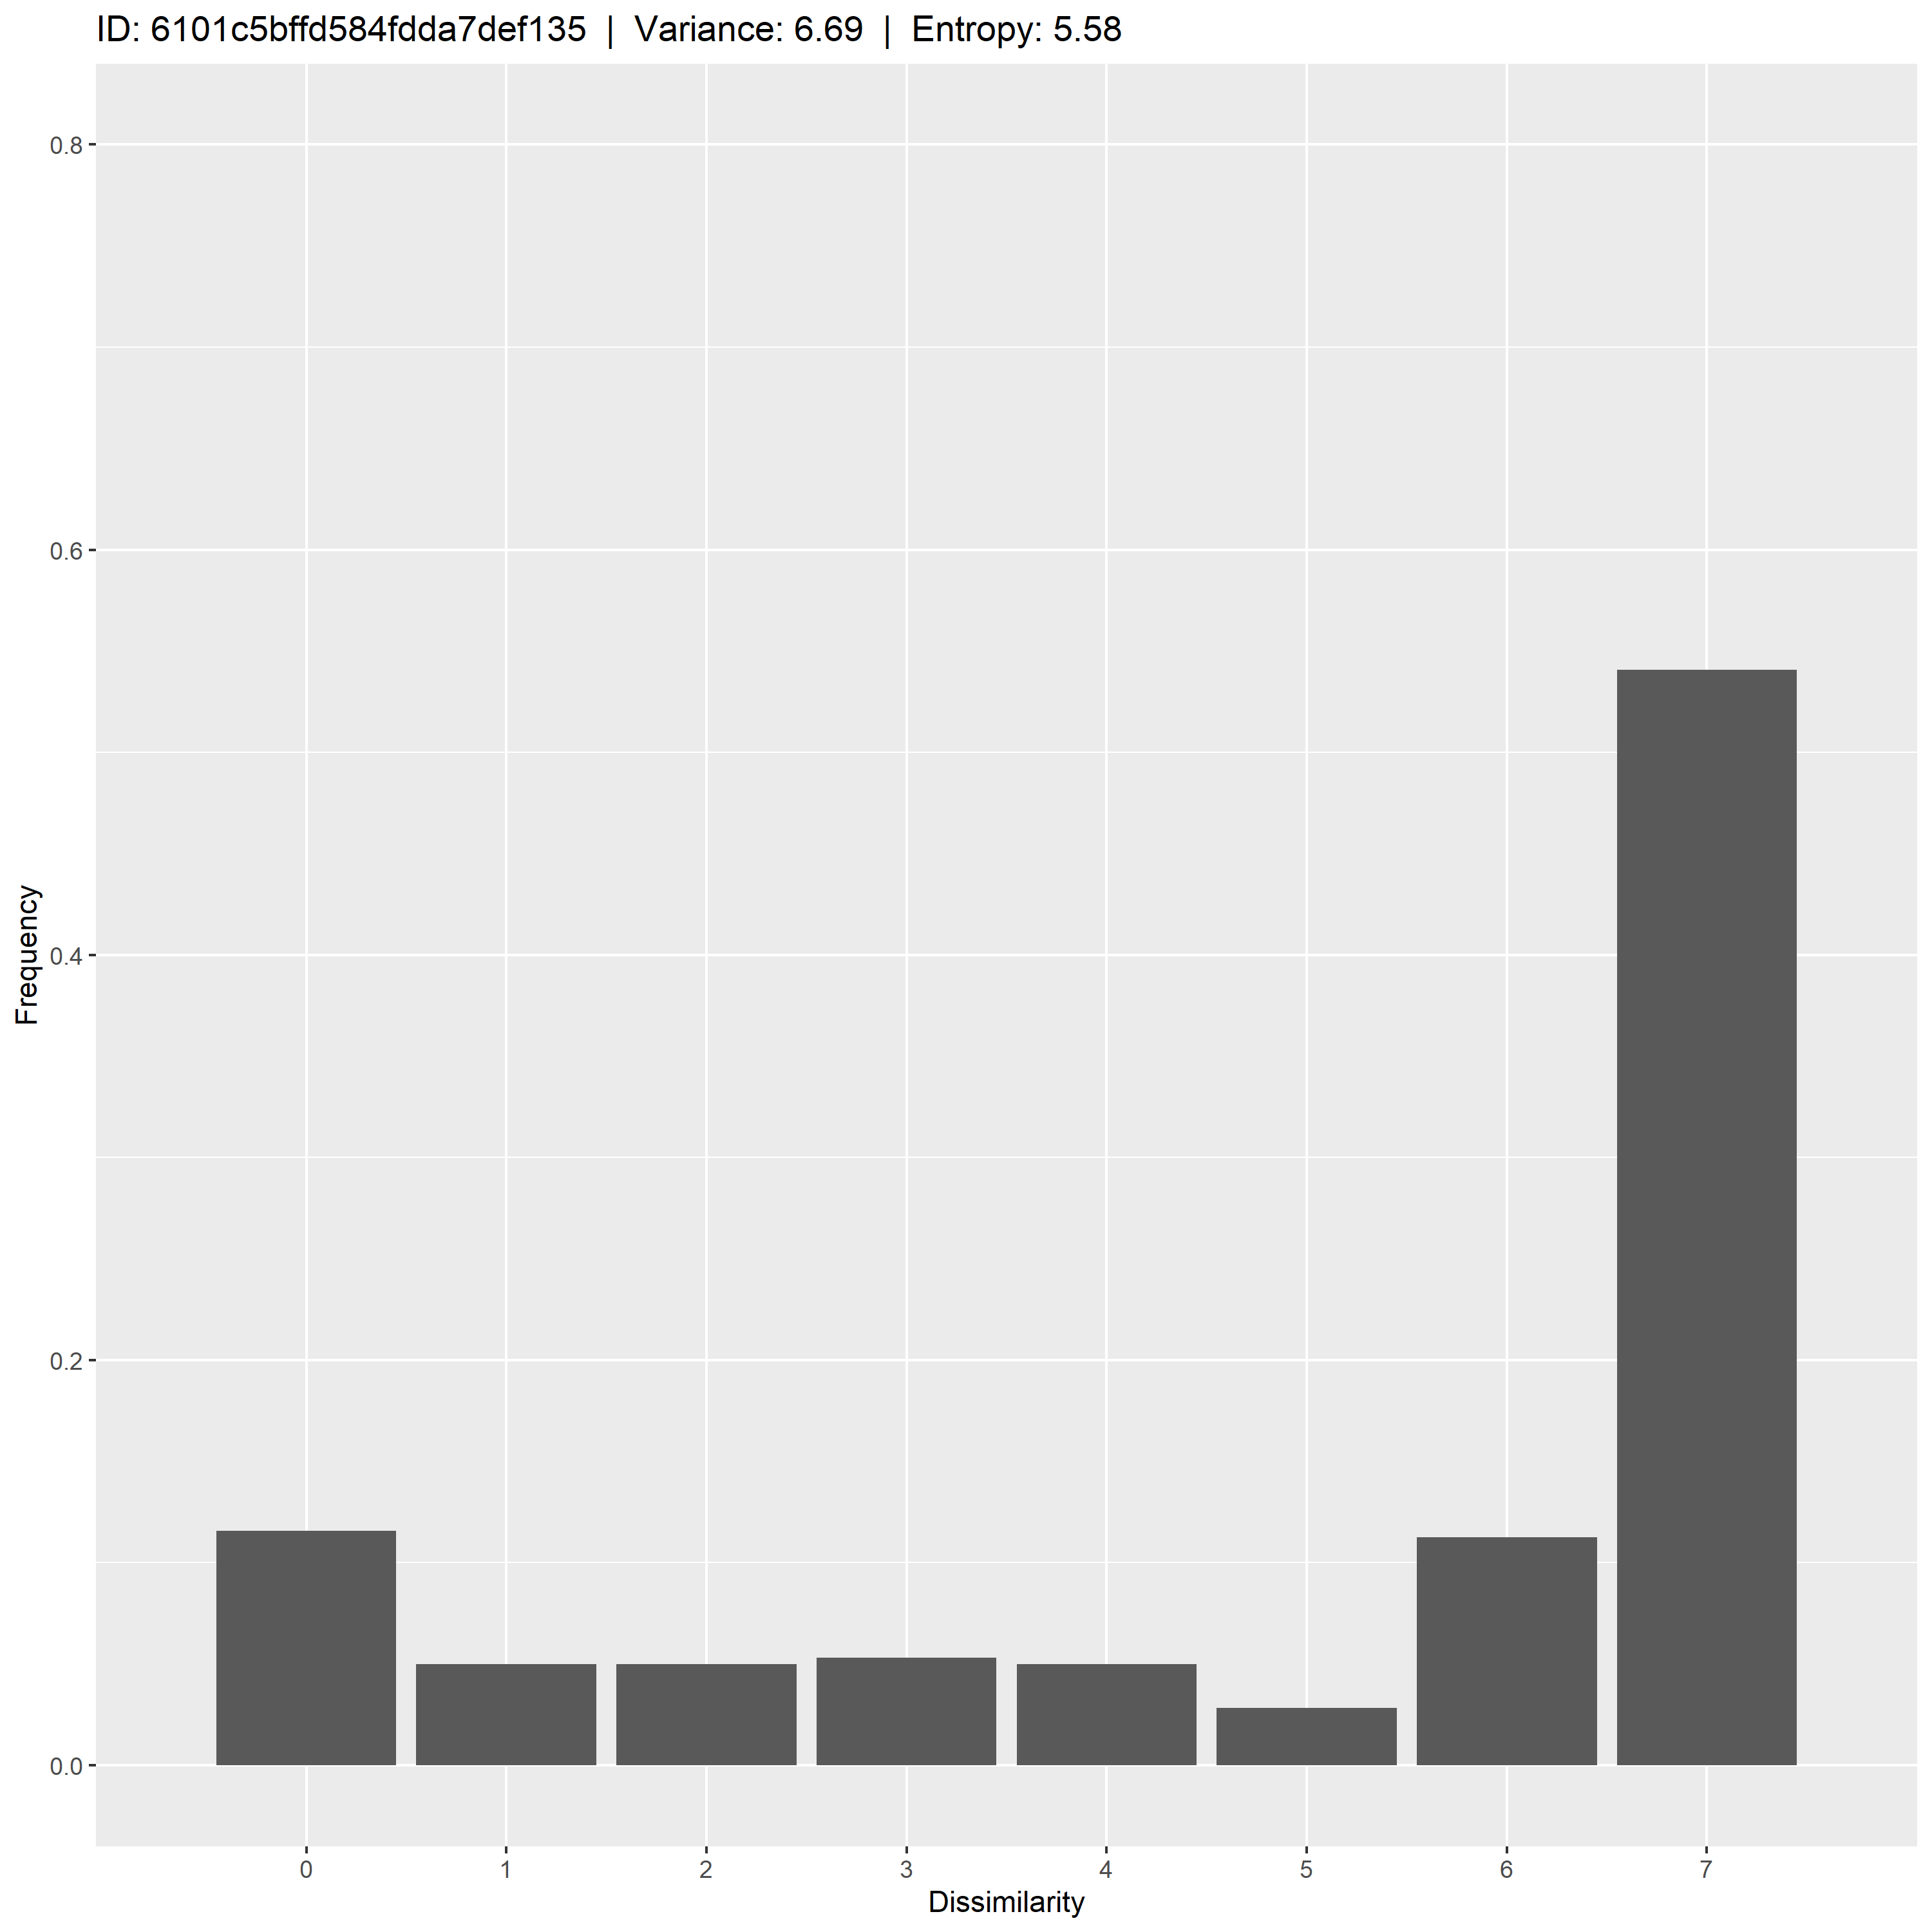 ID: 6101c5bffd584fdda7def135 | Variance: 6.69 | Entropy: 5.58
0.8
0.6
0.4
0.2
0.0
Frequency
0 1 2 3 4 5 6 7
Dissimilarity